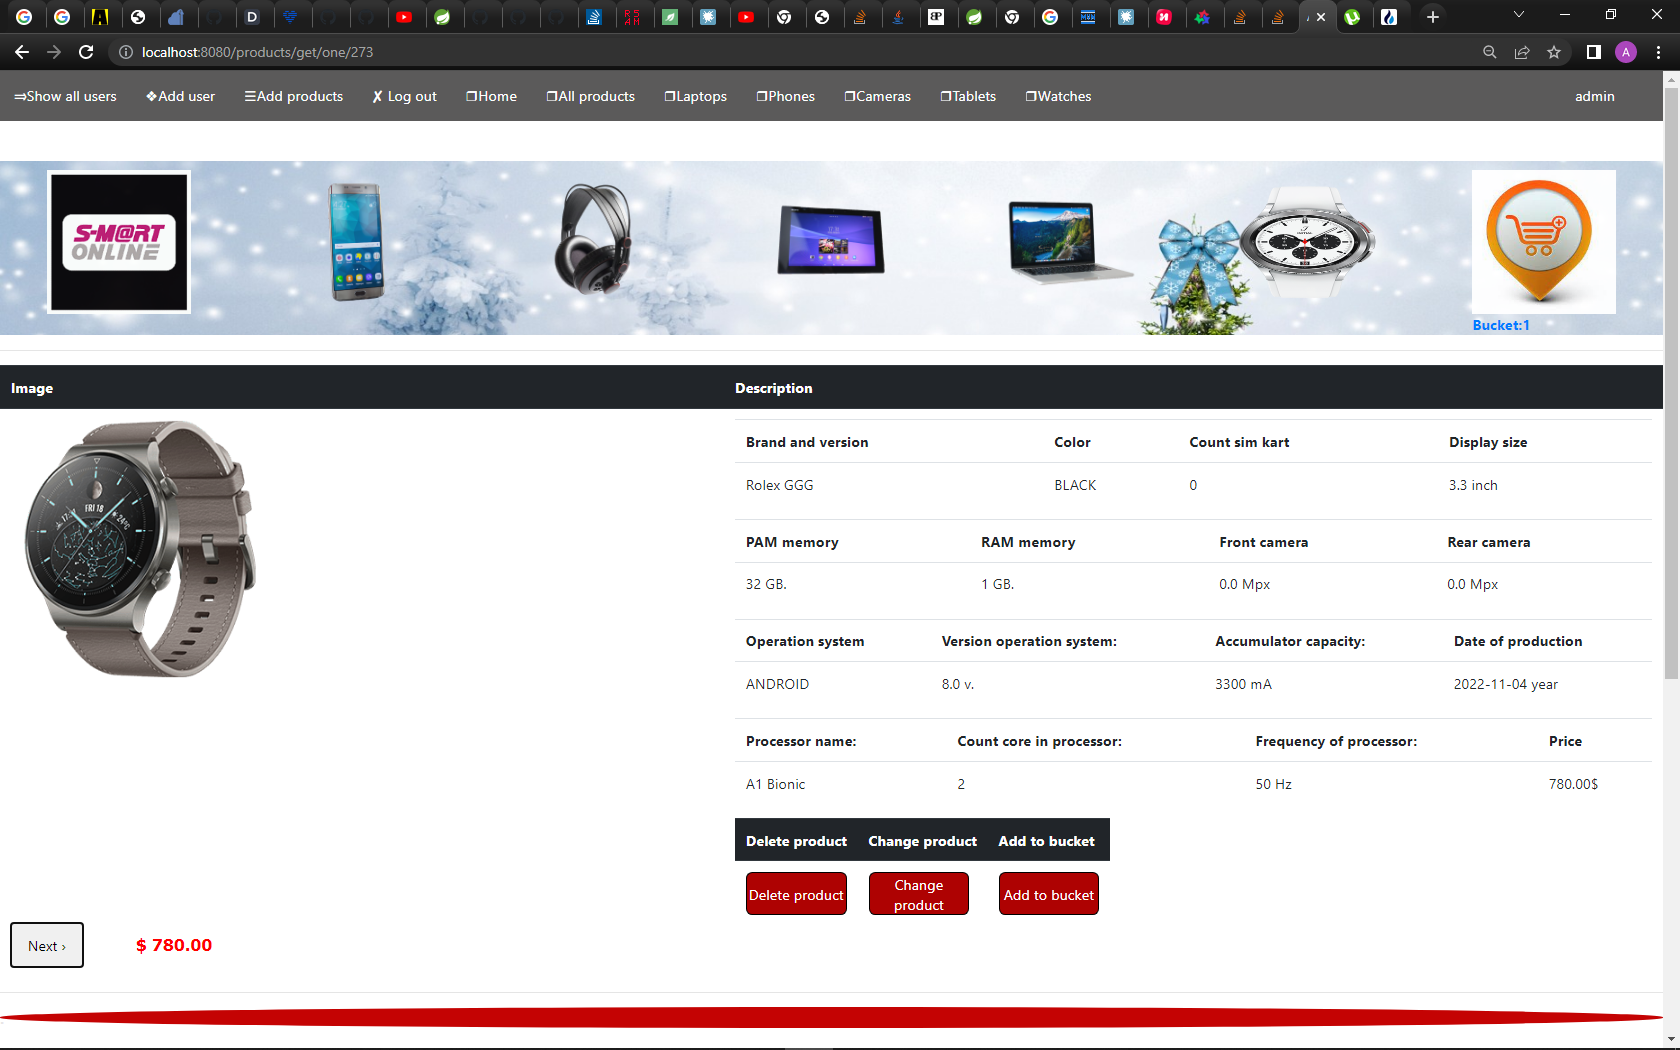 localhost:8080/products/get/one/273
A
⇒Show all users ❖Add user ☰Add products ✗ Log out ❒Home ❒All products ❒Laptops ❒Phones ❒Cameras ❒Tablets ❒Watches admin
S-M@RT
ONLINE
Bucket:1
Image Description
Brand and version Color Count sim kart Display size
Rolex GGG BLACK 0 3.3 inch
PAM memory RAM memory Front camera Rear camera
32 GB. 1 GB. 0.0 Mpx 0.0 Mpx
Operation system Version operation system: Accumulator capacity: Date of production
ANDROID 8.0 v. 3300 mA 2022-11-04 year
Processor name: Count core in processor: Frequency of processor: Price
A1 Bionic 2 50 Hz 780.00$
Delete product Change product Add to bucket
Delete product Change product Add to bucket
Next › $ 780.00
FRI 18